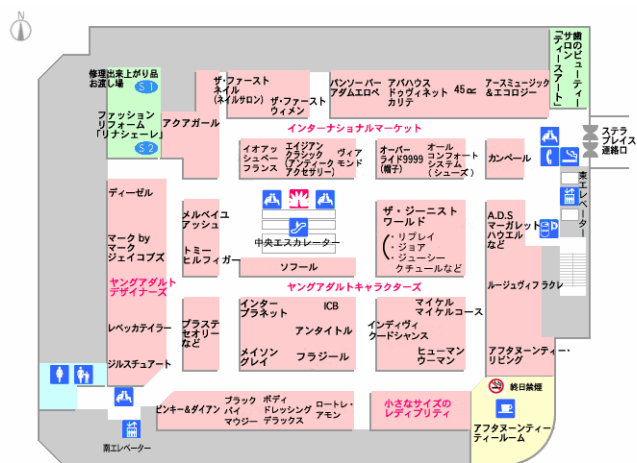 N
修理出来上がり品
お渡し場
S 1
ファッション
リフォーム
「リナシェーレ」
S 2
アクアガール
ザ・ファースト
ネイル
(ネイルサロン)
ザ・ファースト
ウィメン
バンソーバー
アダムエロペ
アバハウス
ドゥヴィネット
カリテ
45 R
アースミュージック
&エコロジー
歯のビューティー
サロン
「ティースアート」
インターナショナルマーケット
イオアッ
シュペー
フランス
エイジアン
クラシック
(アンティーク
アクセサリー)
ヴィア
モンド
オーバー
ライド9999
(帽子)
オール
コンフォート
システム
(シューズ)
カンペール
ステラ
プレイス
連絡口
東エレベーター
ディーゼル
マーク by
マーク
ジェイコブズ
ヤングアダルト
デザイナーズ
レベッカテイラー
ジルスチュアート
メルベイユ
アッシュ
トミー
ヒルフィガー
中央エスカレーター
ソフール
ザ・ジーニスト
ワールド
・リプレイ
・ジョア
・ジューシー
クチュールなど
A.D.S
マーガレット
ハウエル
など
ルージュヴィフ ラクレ
アフタヌーンティー・
リビング
ヤングアダルトキャラクターズ
プラステ
セオリー
など
インター
プラネット
ICB
アンタイトル
メイソン
グレイ
フラジール
マイケル
マイケルコース
インディヴィ
クードシャンス
ヒューマン
ウーマン
南エレベーター
ピンキー&ダイアン
ブラック
バイ
マウジー
ボディ
ドレッシング
デラックス
ロートレ・
アモン
小さなサイズの
レディブリティ
終日禁煙
アフタヌーンティー
ティールーム